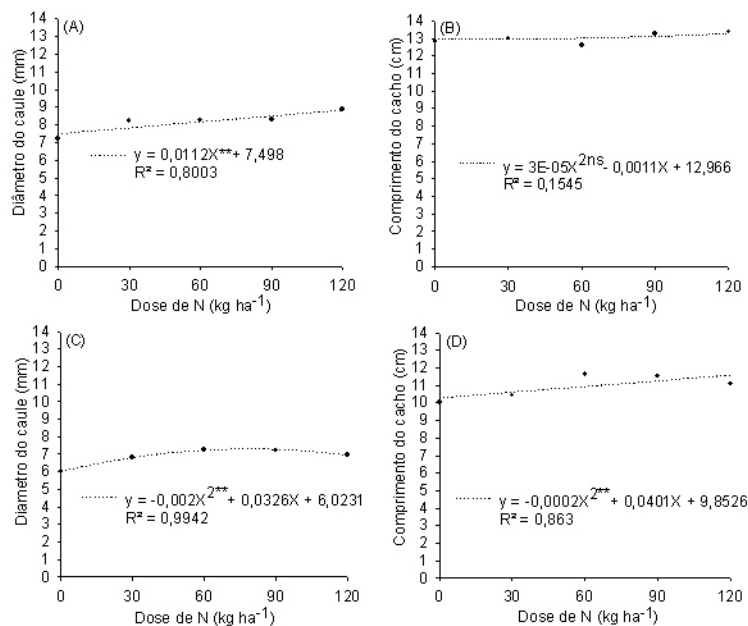 (A)
Diâmetro do caule (mm)
14
13
12
11
10
9
8
7
6
5
4
3
2
1
0
y = 0,0112X**+ 7,498
R² = 0,8003
0 30 60 90 120
Dose de N (kg ha-1)
(B)
Comprimento do cacho (cm)
14
13
12
11
10
9
8
7
6
5
4
3
2
1
0
y = 3E-05X2ns - 0,0011X + 12,966
R² = 0,1545
0 30 60 90 120
Dose de N (kg ha-1)
(C)
Diametro do caule (mm)
14
13
12
11
10
9
8
7
6
5
4
3
2
1
0
y = -0,002X2** + 0,0326X + 6,0231
R² = 0,9942
0 30 60 90 120
Dose de N (kg ha-1)
(D)
Comprimento do cacho (cm)
14
13
12
11
10
9
8
7
6
5
4
3
2
1
0
y = -0,0002X2** + 0,0401X + 9,8526
R² = 0,863
0 30 60 90 120
Dose de N (kg ha-1)